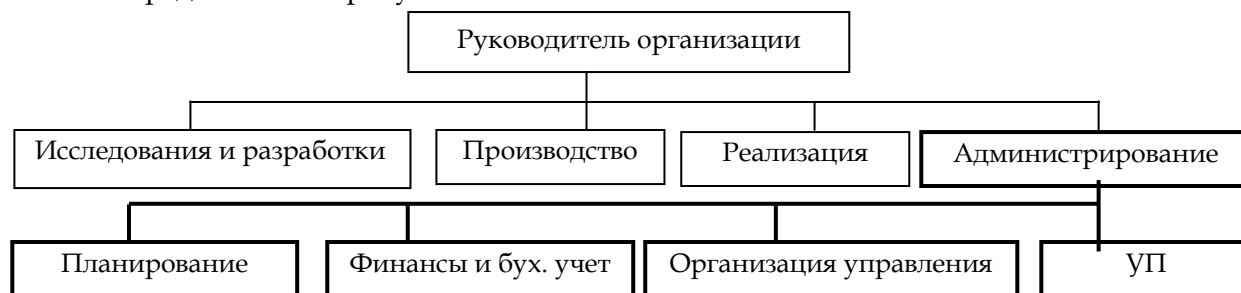 Руководитель организации
Исследования и разработки
Производство
Реализация
Администрирование
Планирование
Финансы и бух. учет
Организация управления
УП